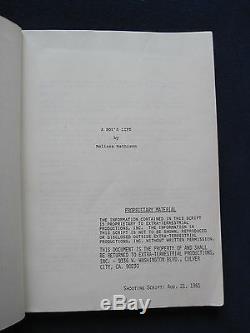 A BOY'S LIFE
by
Melissa Mathison
PROPRIETARY MATERIAL
THE INFORMATION CONTAINED IN THIS SCRIPT
IS PROPRIETARY TO EXTRA-TERRESTRIAL
PRODUCTIONS, INC. THE INFORMATION IN
THIS SCRIPT IS NOT TO BE USED, REPRODUCED
OR DISCLOSED OUTSIDE EXTRA-TERRESTRIAL
PRODUCTIONS, INC. WITHOUT WRITTEN PERMISSION.
THIS DOCUMENT IS THE PROPERTY OF AND SHALL
BE RETURNED TO EXTRA-TERRESTRIAL PRODUCTIONS,
INC. - 9336 W. WASHINGTON BLVD., CULVER
CITY, CA. 90230
Shooting Script: Aug. 21, 1981